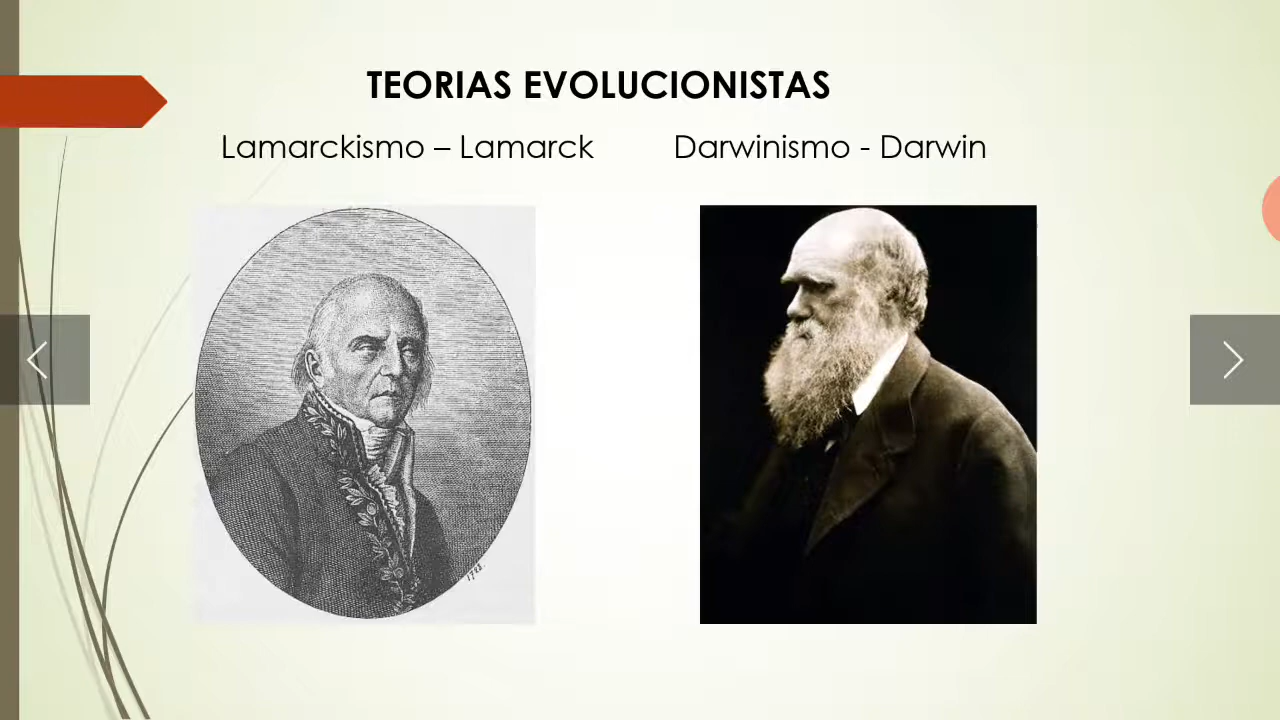 TEORIAS EVOLUCIONISTAS
Lamarckismo – Lamarck Darwinismo - Darwin